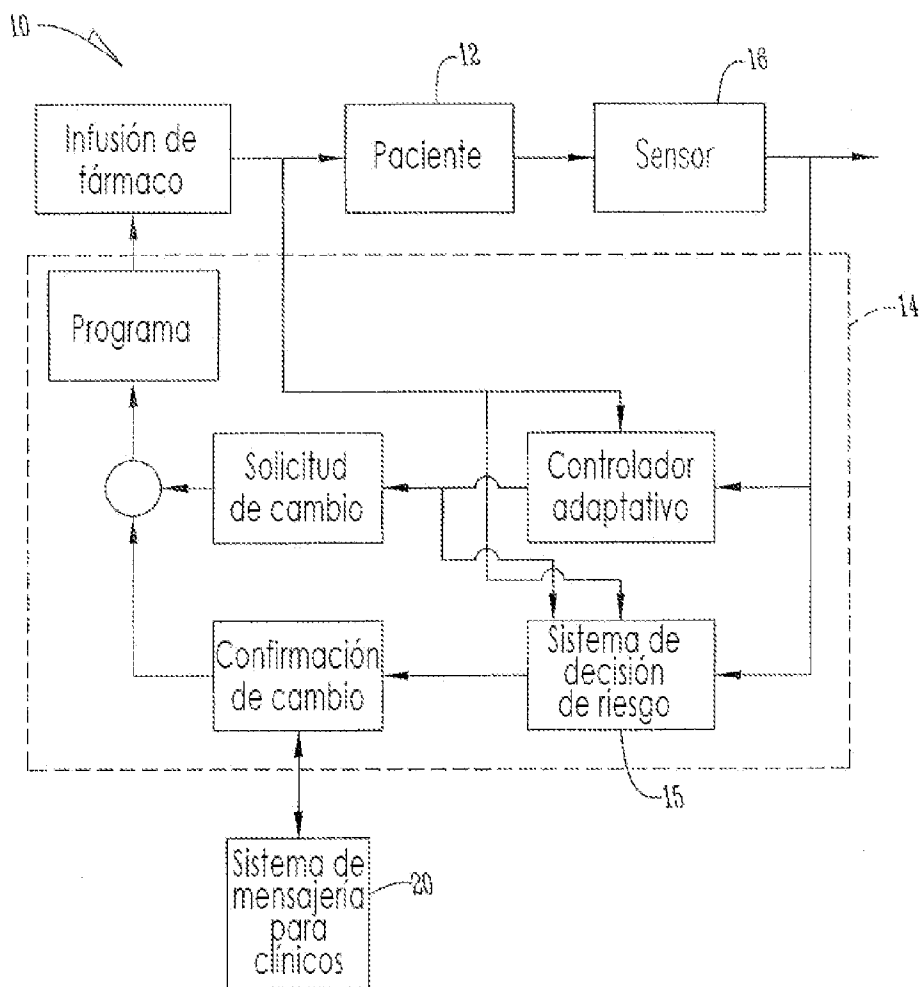 10
12
16
Infusión de
fármaco
Paciente
Sensor
Programa
14
Solicitud
de cambio
Controlador
adaptativo
Confirmación
de cambio
Sistema de
decisión
de riesgo
15
Sistema de
mensajería
para
clínicos
20